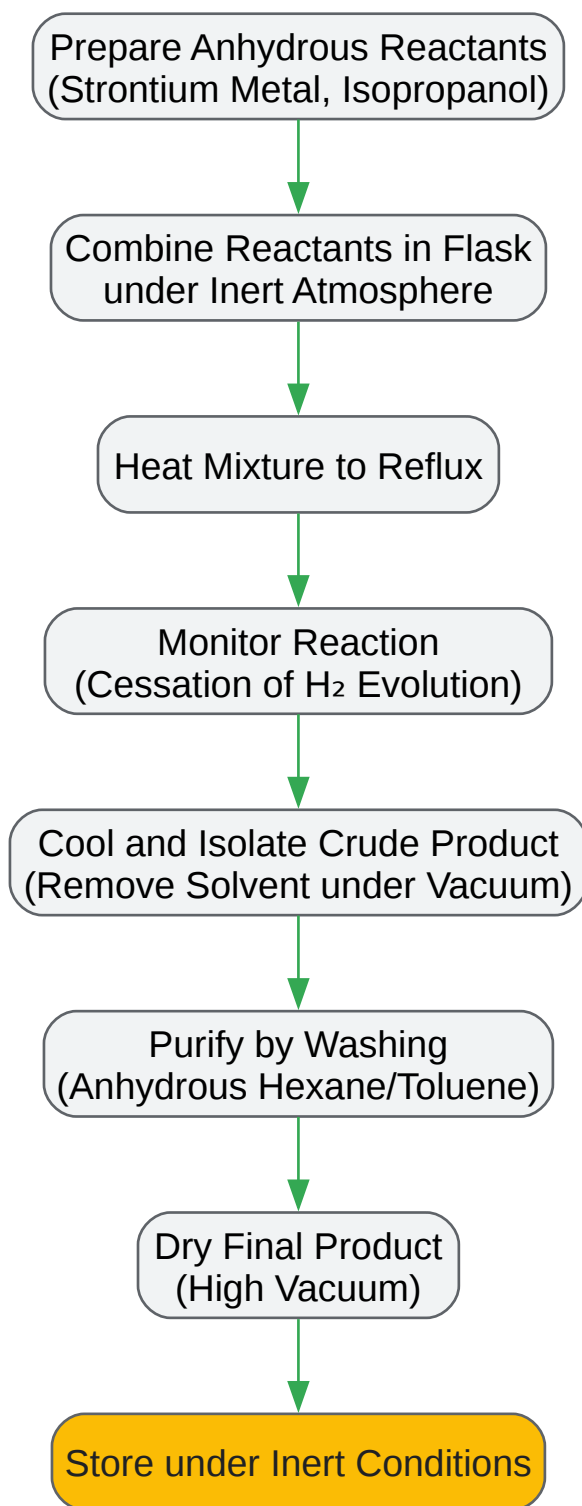 Prepare Anhydrous Reactants
(Strontium Metal, Isopropanol)
Combine Reactants in Flask
under Inert Atmosphere
Heat Mixture to Reflux
Monitor Reaction
(Cessation of H₂ Evolution)
Cool and Isolate Crude Product
(Remove Solvent under Vacuum)
Purify by Washing
(Anhydrous Hexane/Toluene)
Dry Final Product
(High Vacuum)
Store under Inert Conditions